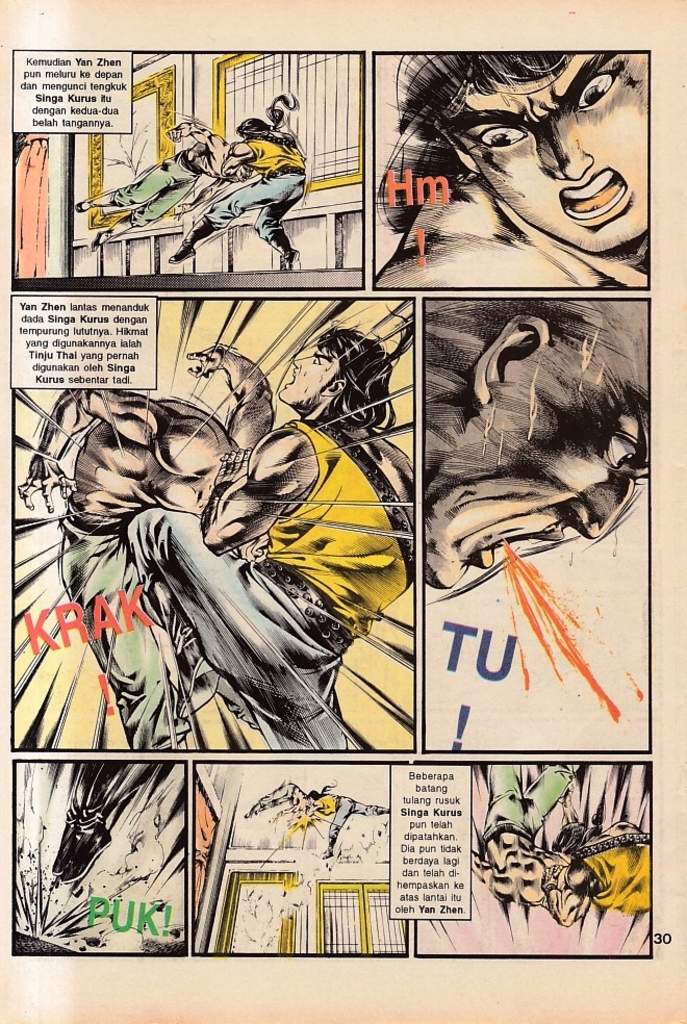 Kemudian Yan Zhen
pun meluru ke depan
dan mengunci tengkuk
Singa Kurus itu
dengan kedua-dua
belah tangannya.
Hm
!
Yan Zhen lantas menanduk
dada Singa Kurus dengan
tempurung lututnya. Hikmat
yang digunakannya ialah
Tinju Thai yang pernah
digunakan oleh Singa
Kurus sebentar tadi.
KRAK
!
TU
!
PUK!
Beberapa
batang
tulang rusuk
Singa Kurus
pun telah
dipatahkan.
Dia pun tidak
berdaya lagi
dan telah di-
hempaskan ke
atas lantai itu
oleh Yan Zhen.
30